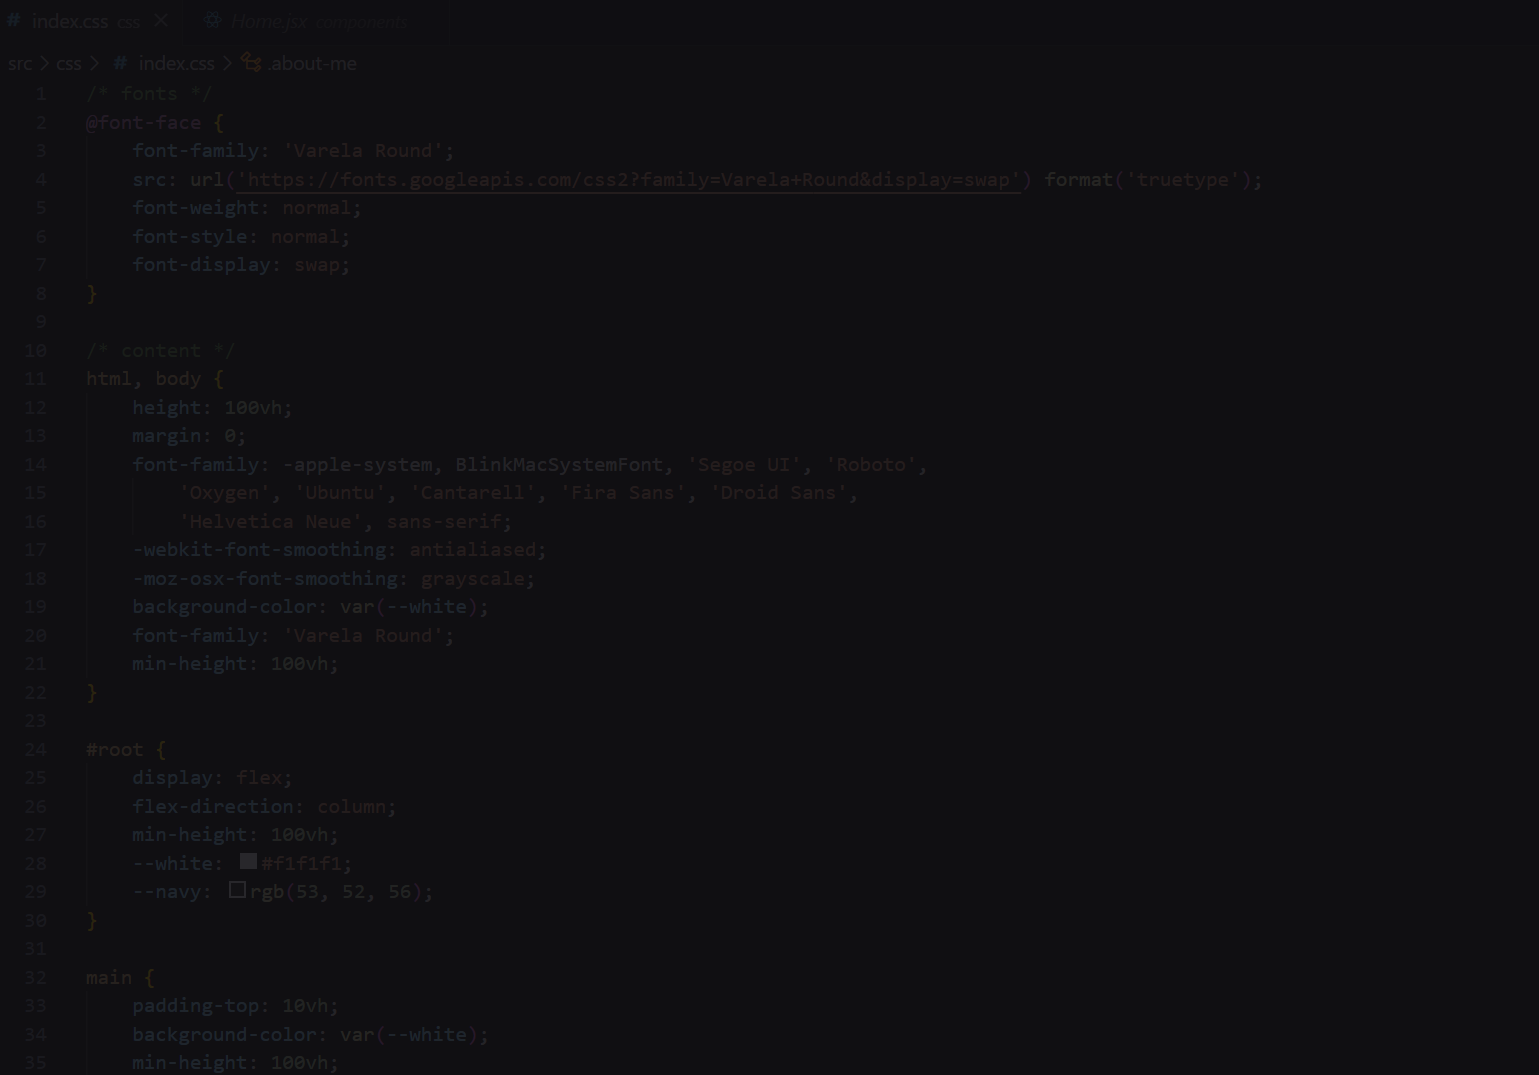 # index.css css × Home.jsx components
src > css > # index.css > .about-me
1 /* fonts */
2 @font-face {
3 font-family: 'Varela Round';
4 src: url('https://fonts.googleapis.com/css2?family=Varela+Round&display=swap') format('truetype');
5 font-weight: normal;
6 font-style: normal;
7 font-display: swap;
8 }
9
10 /* content */
11 html, body {
12 height: 100vh;
13 margin: 0;
14 font-family: -apple-system, BlinkMacSystemFont, 'Segoe UI', 'Roboto',
15 'Oxygen', 'Ubuntu', 'Cantarell', 'Fira Sans', 'Droid Sans',
16 'Helvetica Neue', sans-serif;
17 -webkit-font-smoothing: antialiased;
18 -moz-osx-font-smoothing: grayscale;
19 background-color: var(--white);
20 font-family: 'Varela Round';
21 min-height: 100vh;
22 }
23
24 #root {
25 display: flex;
26 flex-direction: column;
27 min-height: 100vh;
28 --white: #f1f1f1;
29 --navy: rgb(53, 52, 56);
30 }
31
32 main {
33 padding-top: 10vh;
34 background-color: var(--white);
35 min-height: 100vh;